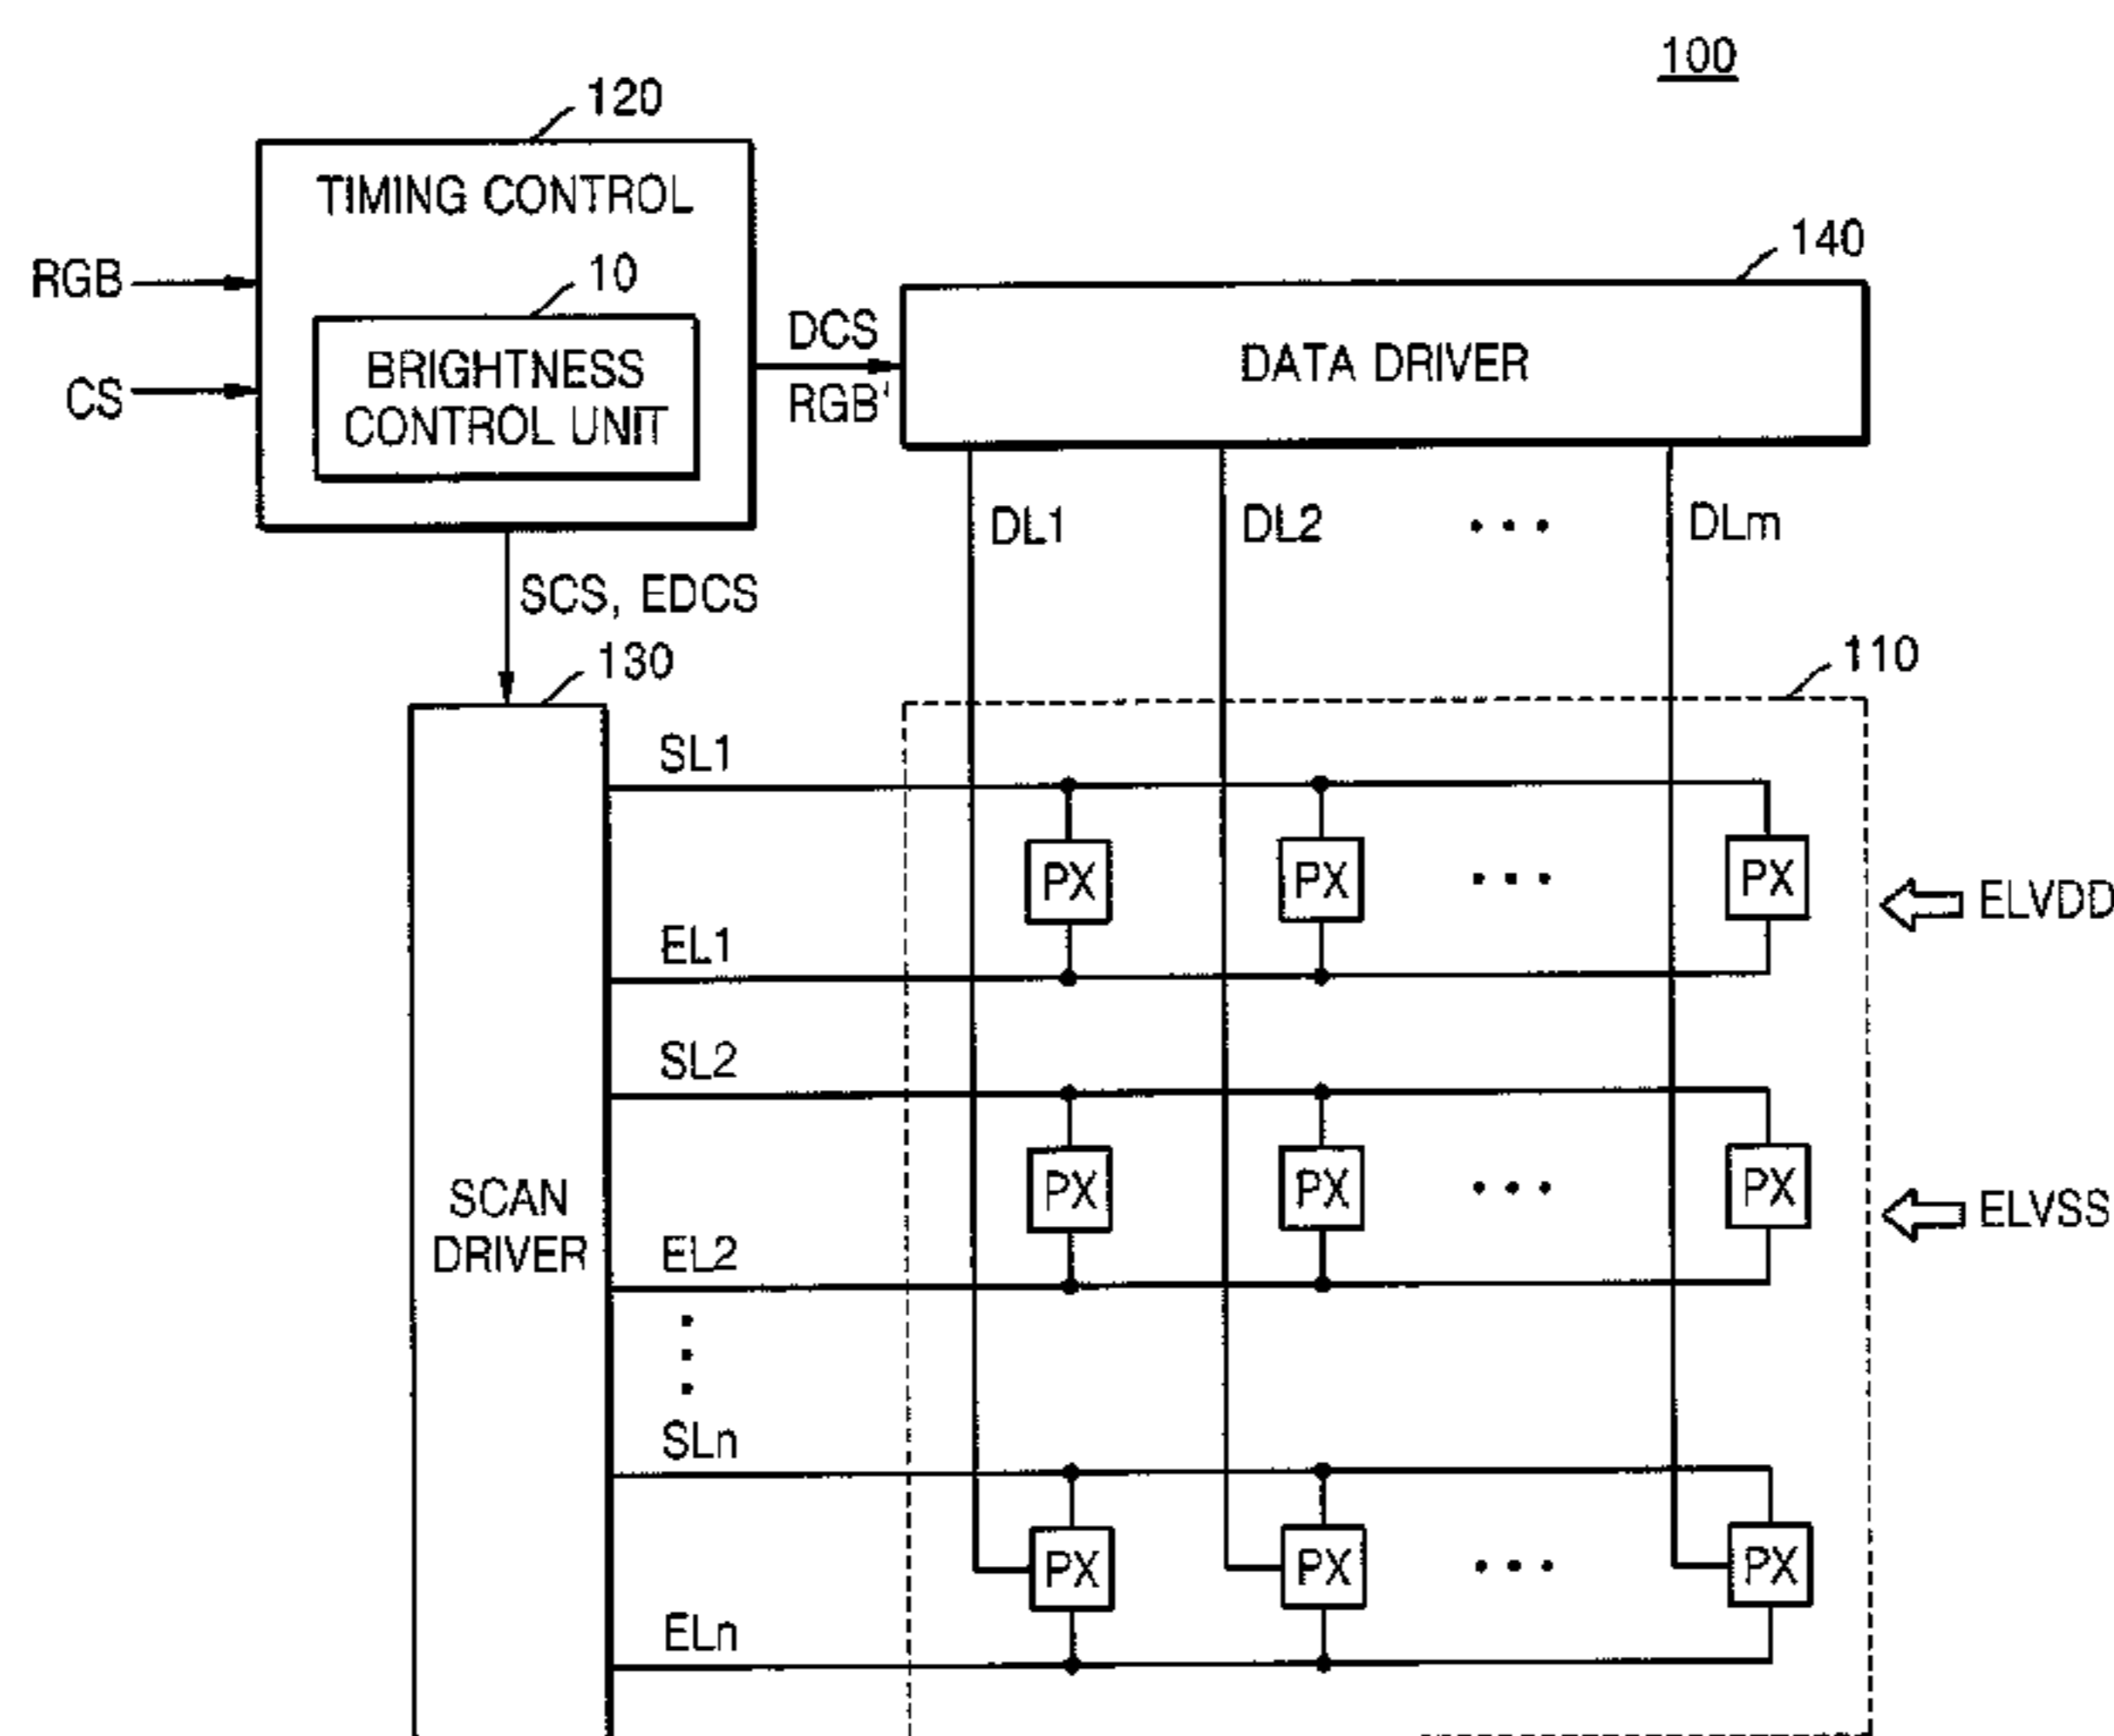 100
120
TIMING CONTROL
RGB
10
BRIGHTNESS
CONTROL UNIT
CS
DCS
RGB'
140
DATA DRIVER
DL1 DL2 ... DLm
SCS, EDCS
130
110
SL1
PX PX ... PX
ELVDD
EL1
SL2
PX PX ... PX
ELVSS
SCAN
DRIVER
EL2
SLn
PX PX ... PX
ELn